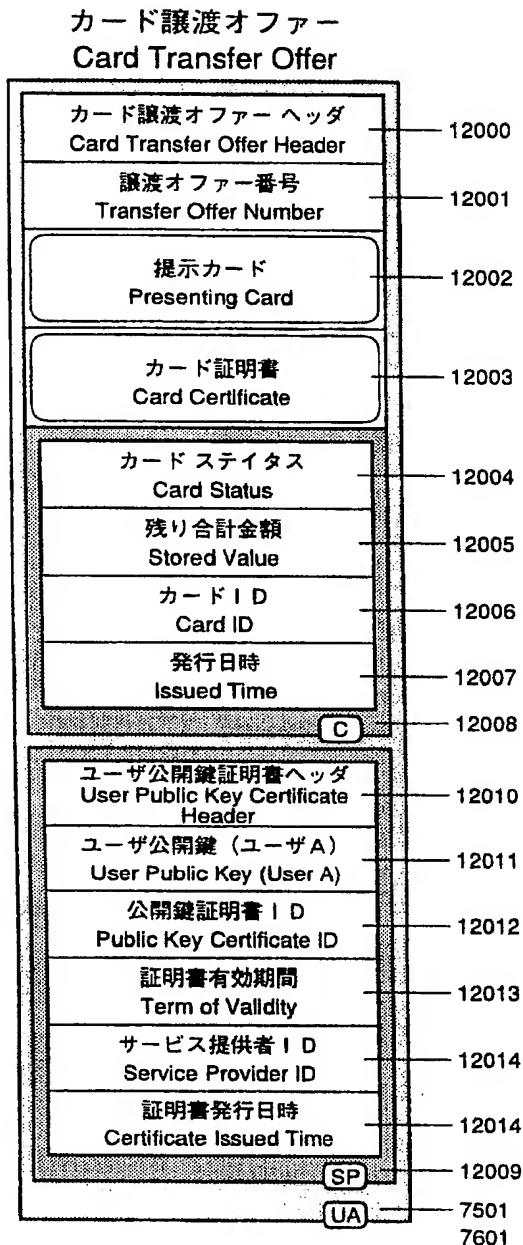 カード譲渡オファー
Card Transfer Offer
カード譲渡オファー ヘッダ
Card Transfer Offer Header
12000
譲渡オファー番号
Transfer Offer Number
12001
提示カード
Presenting Card
12002
カード証明書
Card Certificate
12003
カード ステイタス
Card Status
12004
残り合計金額
Stored Value
12005
カードＩＤ
Card ID
12006
発行日時
Issued Time
12007
C
12008
ユーザ公開鍵証明書ヘッダ
User Public Key Certificate
Header
12010
ユーザ公開鍵（ユーザA）
User Public Key (User A)
12011
公開鍵証明書ＩＤ
Public Key Certificate ID
12012
証明書有効期間
Term of Validity
12013
サービス提供者ＩＤ
Service Provider ID
12014
証明書発行日時
Certificate Issued Time
12014
SP
12009
UA
7501
7601